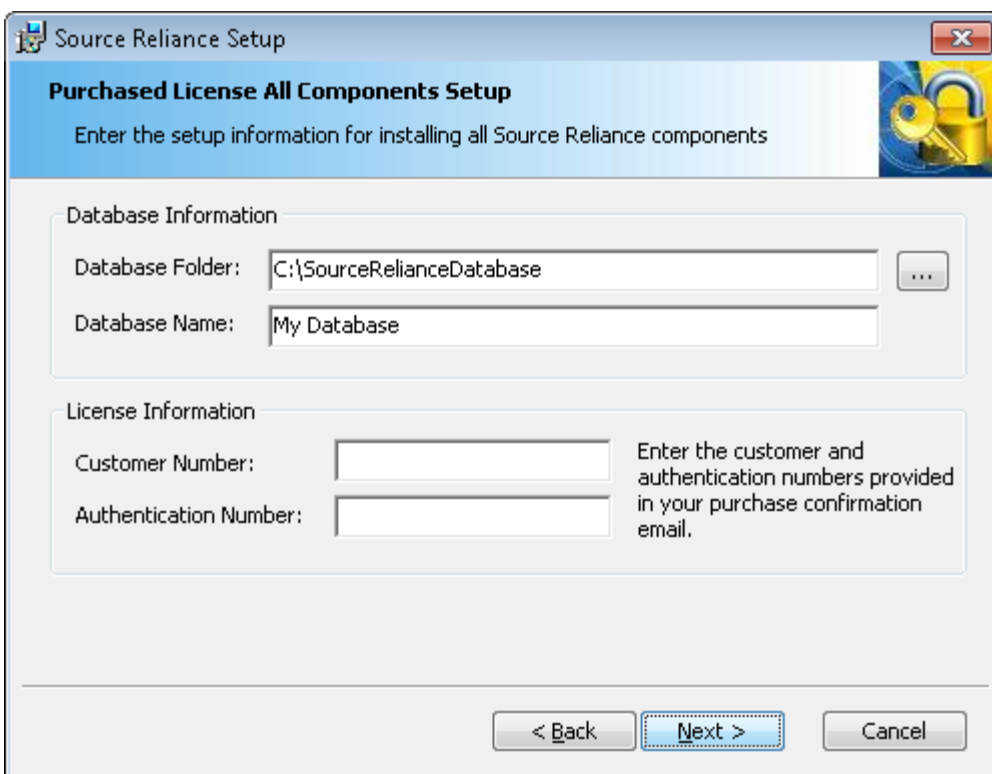 Source Reliance Setup
Purchased License All Components Setup
Enter the setup information for installing all Source Reliance components
Database Information
Database Folder:
C:\SourceRelianceDatabase
...
Database Name:
My Database
License Information
Customer Number:
Authentication Number:
Enter the customer and
authentication numbers provided
in your purchase confirmation
email.
< Back
Next >
Cancel